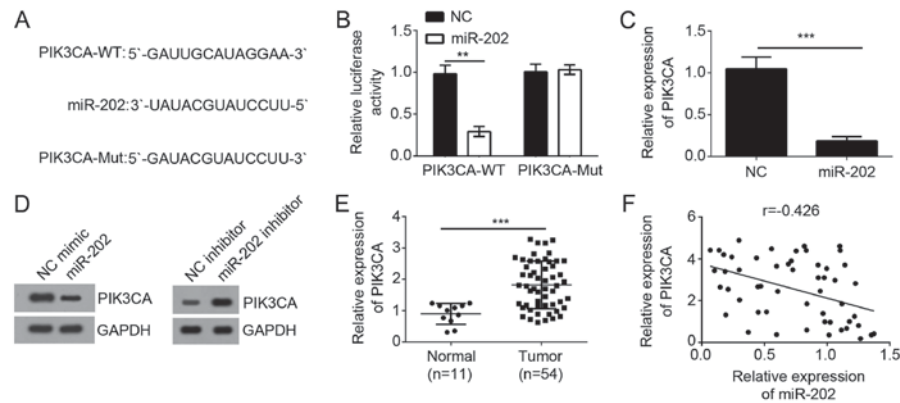 A
PIK3CA-WT:5`-GAUUGCAUAGGAA-3`
miR-202:3`-UAUACGUAUCCUU-5`
PIK3CA-Mut:5`-GAUACGUAUCCUU-3`
B
NC
miR-202
Relative luciferase
activity
1.5
1.0
0.5
0.0
**
PIK3CA-WT PIK3CA-Mut
C
Relative expression
of PIK3CA
1.5
1.0
0.5
0.0
***
NC miR-202
D
NC mimic
miR-202
PIK3CA
GAPDH
NC inhibitor
miR-202 inhibitor
PIK3CA
GAPDH
E
Relative expression
of PIK3CA
4
3
2
1
0
***
Normal Tumor
(n=11) (n=54)
F
r=-0.426
Relative expression
of PIK3CA
6
4
2
0
0.0 0.5 1.0 1.5
Relative expression
of miR-202